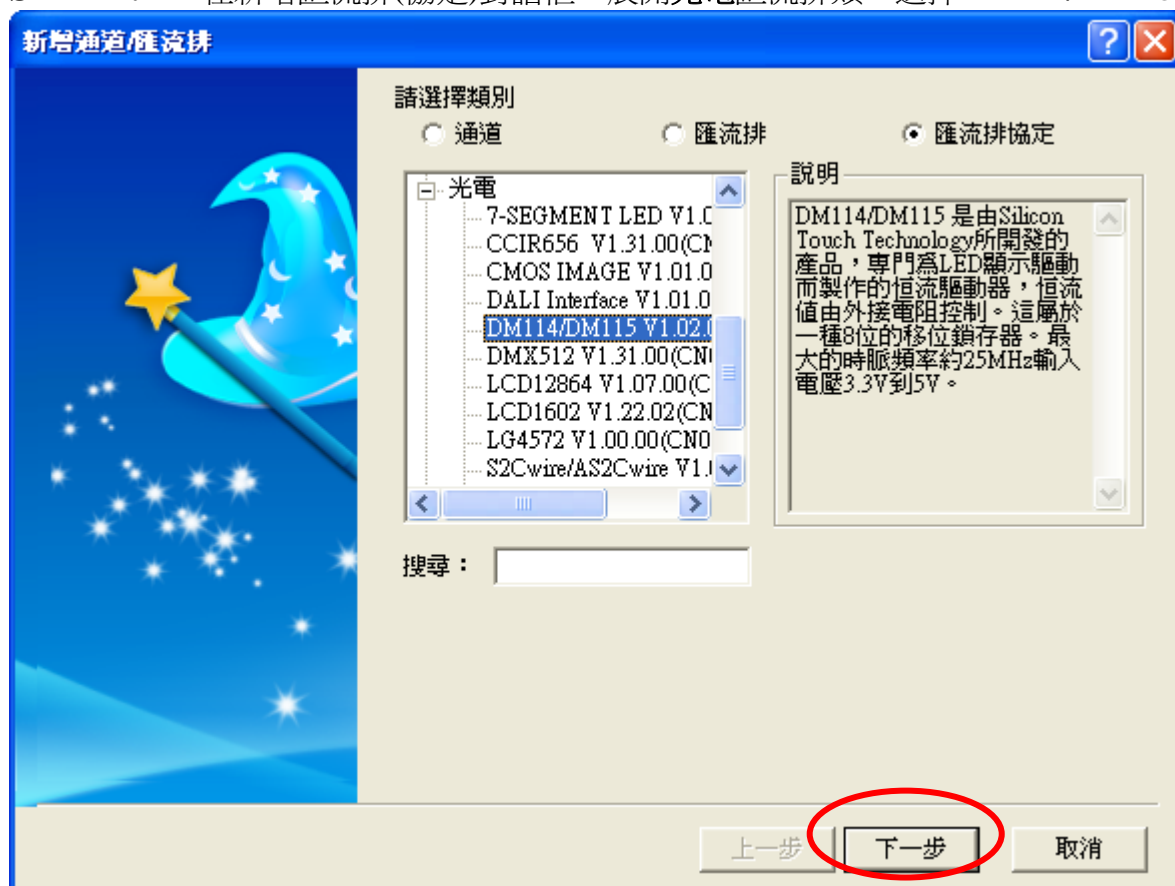 新增通道/匯流排
請選擇類別
通道
匯流排
匯流排協定
光電
7-SEGMENT LED V1.0
CCIR656 V1.31.00(CN
CMOS IMAGE V1.01.0
DALI Interface V1.01.0
DM114/DM115 V1.02.
DMX512 V1.31.00(CN
LCD12864 V1.07.00(C
LCD1602 V1.22.02(CN
LG4572 V1.00.00(CN0
S2Cwire/AS2Cwire V1.
說明
DM114/DM115 是由Silicon
Touch Technology所開發的
產品，專門為LED顯示驅動
而製作的恒流驅動器，恒流
值由外接電阻控制。這屬於
一種8位的移位鎖存器。最
大的時脈頻率約25MHz輸入
電壓3.3V到5V。
搜尋：
上一步
下一步
取消